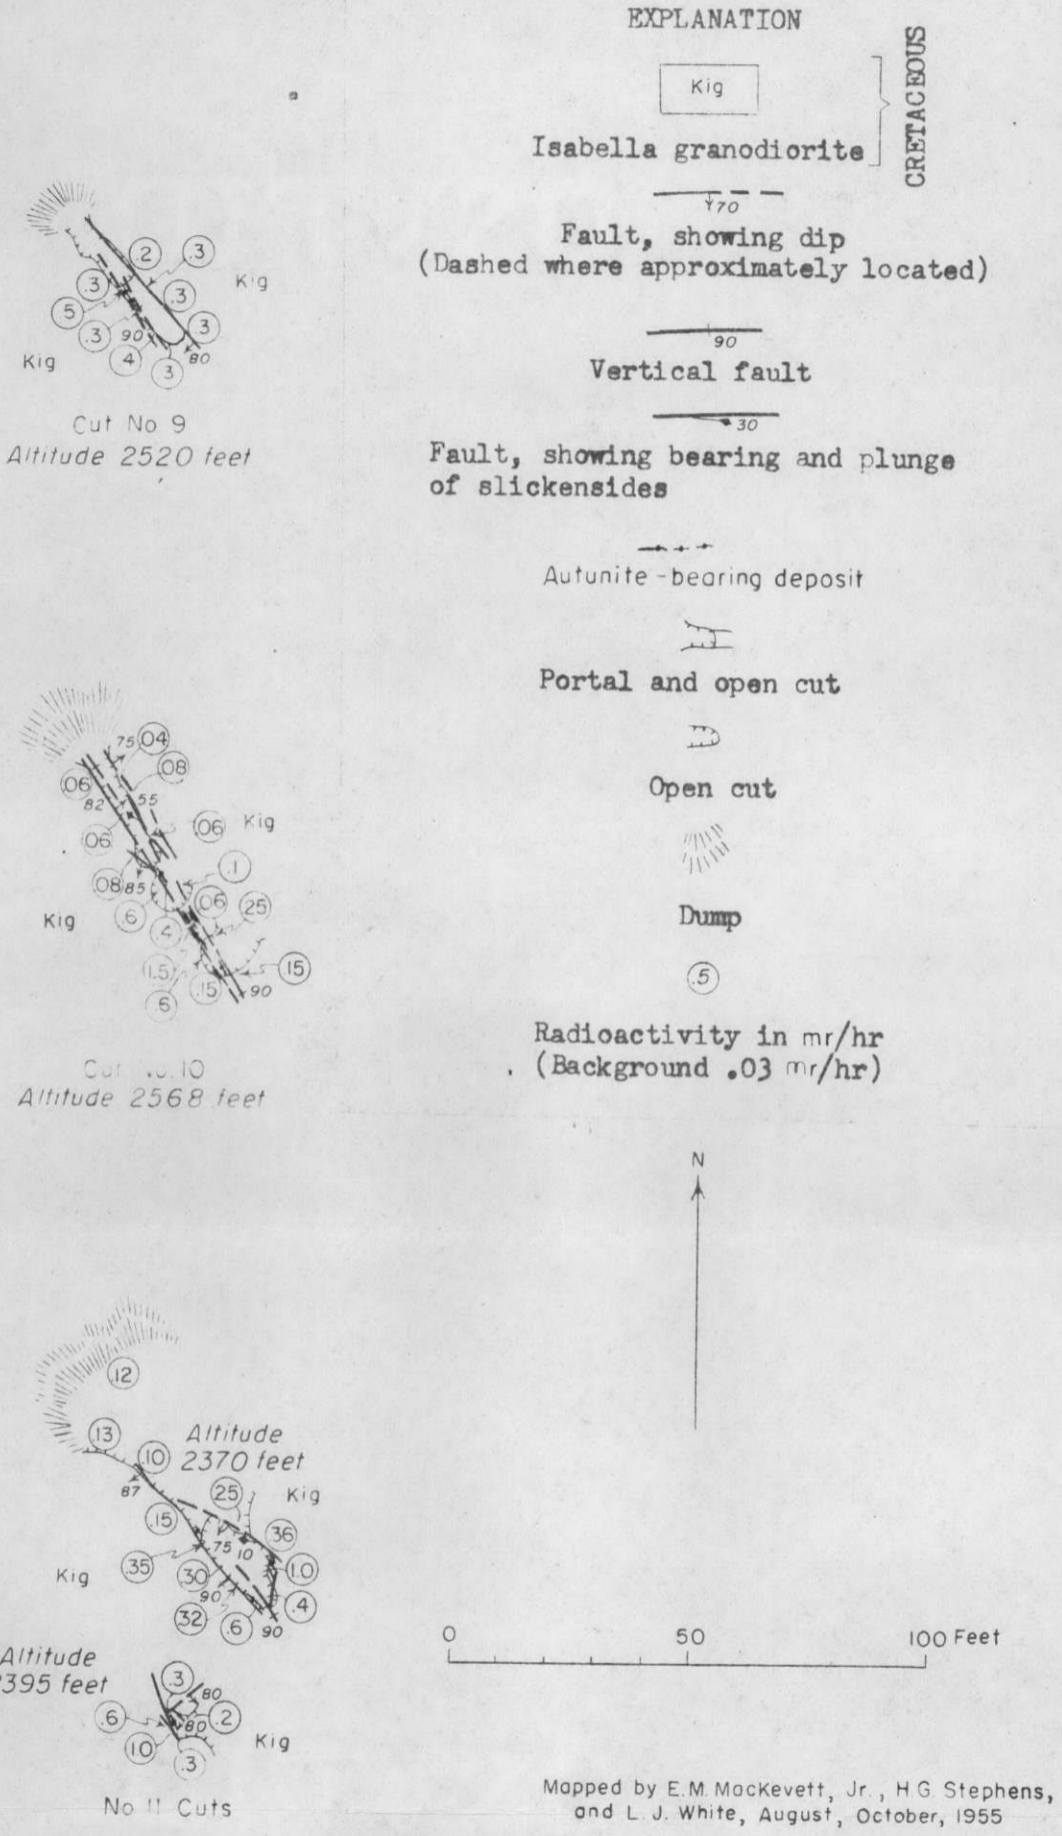 EXPLANATION
Kig
Isabella granodiorite
CRETACEOUS
70
Fault, showing dip
(Dashed where approximately located)
90
Vertical fault
30
Fault, showing bearing and plunge
of slickensides
Autunite-bearing deposit
Portal and open cut
Open cut
Dump
.5
Radioactivity in mr/hr
(Background .03 mr/hr)
N
0 50 100 Feet
Mapped by E.M. MacKevett, Jr., H.G. Stephens,
and L. J. White, August, October, 1955
.2
.3
Kig
.3
.3
5
.3
.3
90
4
3
80
Kig
Cut No 9
Altitude 2520 feet
75
.04
.08
.06
82
55
.06
Kig
.06
.08
85
.1
.6
.06
.25
Kig
.4
1.5
.15
.15
.6
90
Cut No. 10
Altitude 2568 feet
.12
.13
.10
Altitude
2370 feet
87
.25
Kig
.15
.36
.35
75
10
Kig
.30
1.0
90
.4
.32
.6
90
Altitude
2395 feet
.3
80
.6
80
.2
1.0
Kig
.3
No 11 Cuts